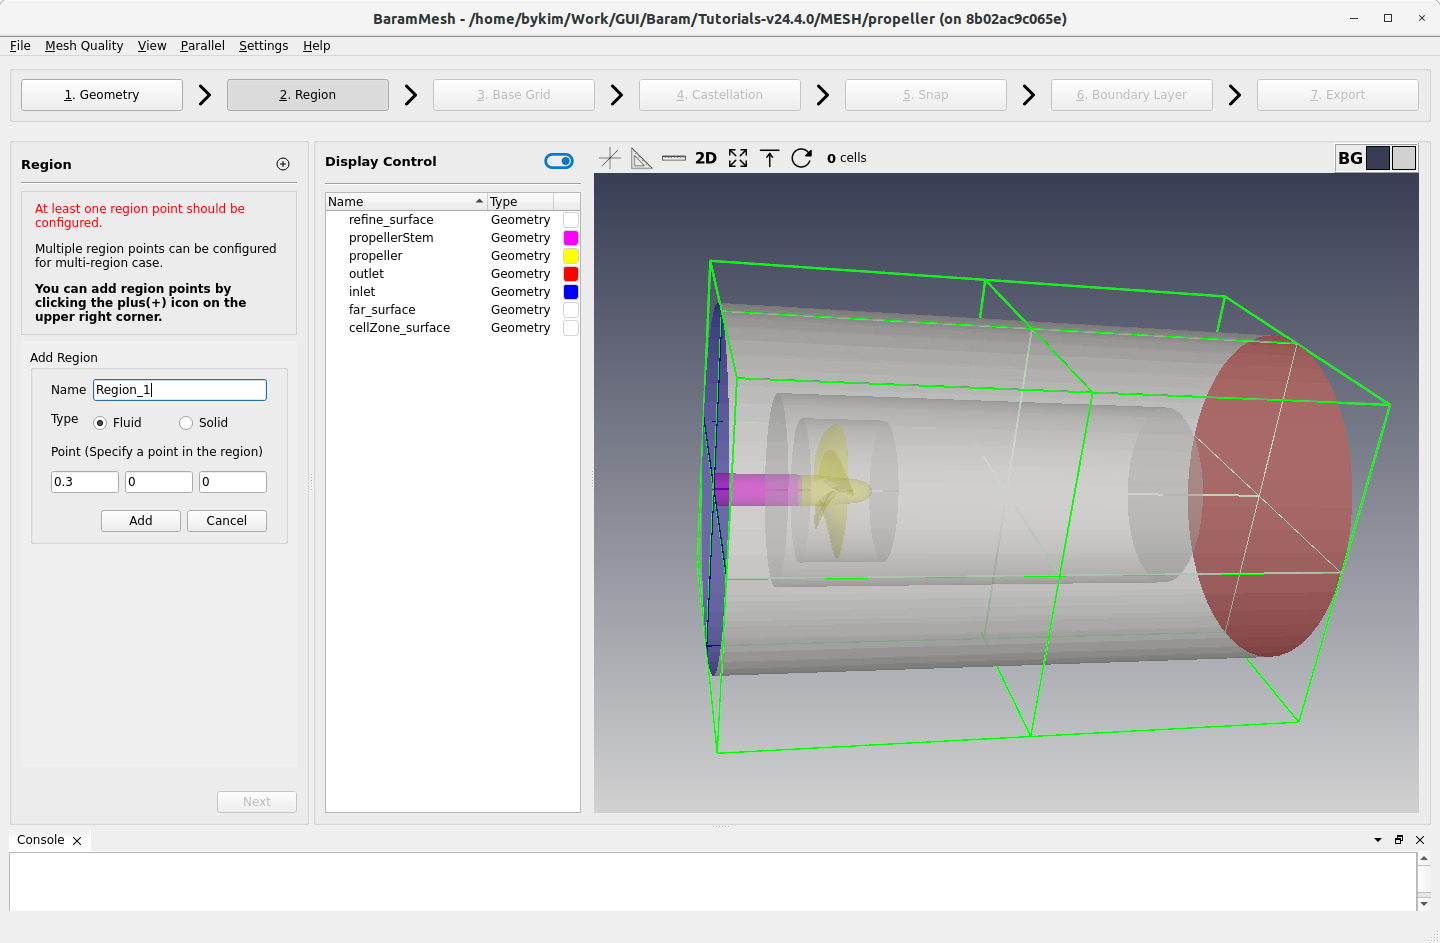 BaramMesh - /home/bykim/Work/GUI/Baram/Tutorials-v24.4.0/MESH/propeller (on 8b02ac9c065e)
File Mesh Quality View Parallel Settings Help
1. Geometry 2. Region 3. Base Grid 4. Castellation 5. Snap 6. Boundary Layer 7. Export
Region
At least one region point should be
configured.
Multiple region points can be configured
for multi-region case.
You can add region points by
clicking the plus(+) icon on the
upper right corner.
Add Region
Name Region_1
Type Fluid Solid
Point (Specify a point in the region)
0.3 0 0
Add Cancel
Next
Display Control
Name Type
refine_surface Geometry
propellerStem Geometry
propeller Geometry
outlet Geometry
inlet Geometry
far_surface Geometry
cellZone_surface Geometry
2D 0 cells BG
Console